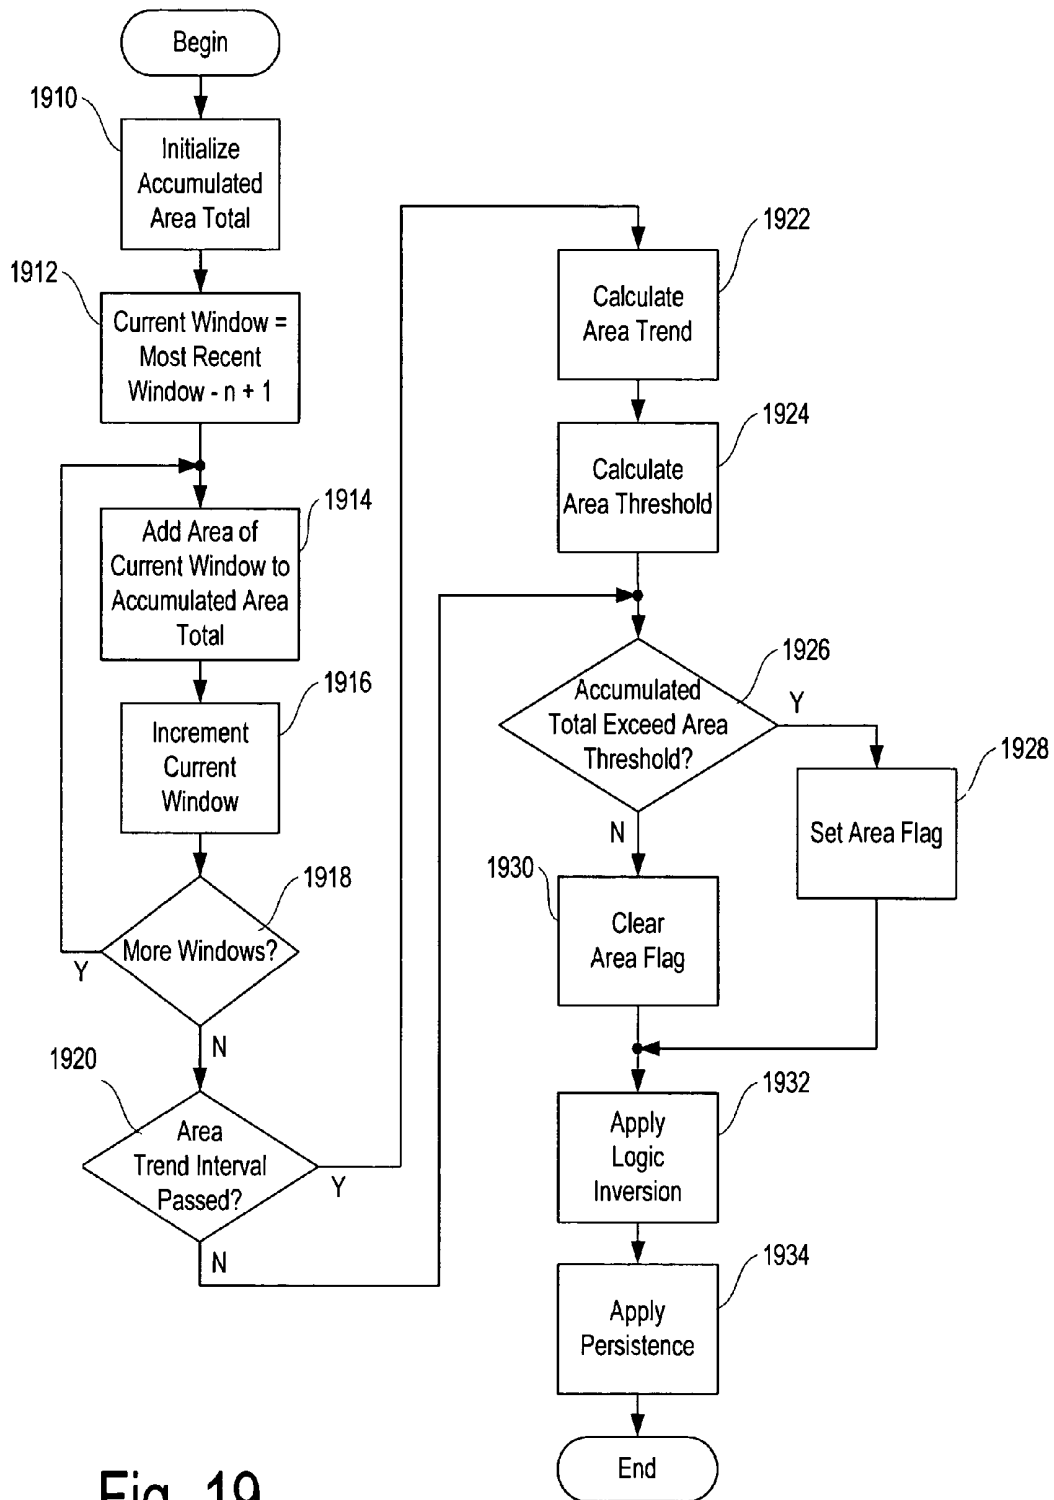 Begin
1910
Initialize
Accumulated
Area Total
1912
Current Window =
Most Recent
Window - n + 1
1914
Add Area of
Current Window to
Accumulated Area
Total
1916
Increment
Current
Window
1918
More Windows?
Y
N
1920
Area
Trend Interval
Passed?
Y
N
1922
Calculate
Area Trend
1924
Calculate
Area Threshold
1926
Accumulated
Total Exceed Area
Threshold?
Y
N
1928
Set Area Flag
1930
Clear
Area Flag
1932
Apply
Logic
Inversion
1934
Apply
Persistence
End
Fig. 19